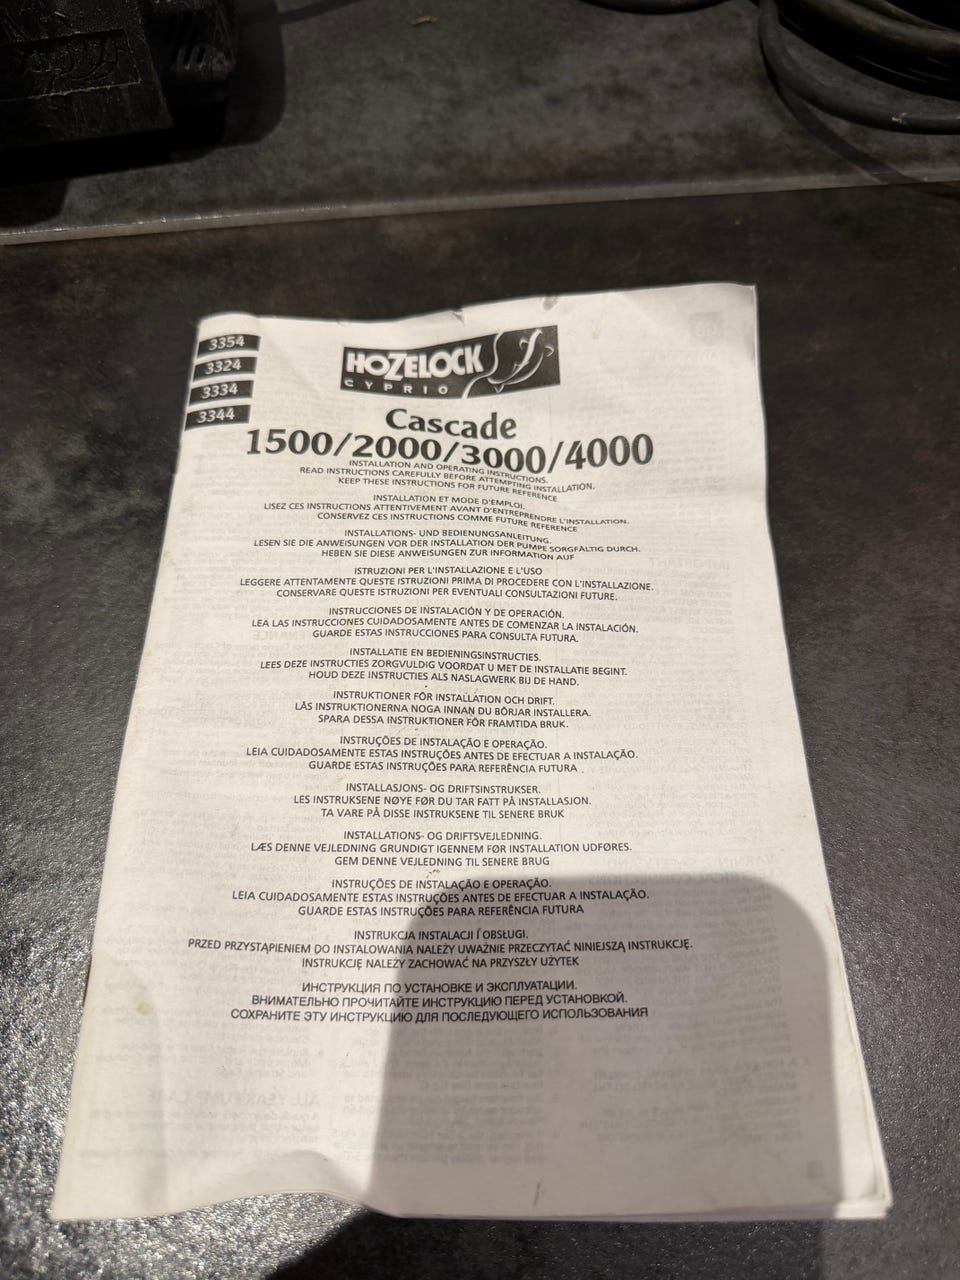 3354
3324
3334
3344
HOZELOCK
CYPRIO
Cascade
1500/2000/3000/4000
INSTALLATION AND OPERATING INSTRUCTIONS.
READ INSTRUCTIONS CAREFULLY BEFORE ATTEMPTING INSTALLATION.
KEEP THESE INSTRUCTIONS FOR FUTURE REFERENCE
INSTALLATION ET MODE D'EMPLOI.
LISEZ CES INSTRUCTIONS ATTENTIVEMENT AVANT D'ENTREPRENDRE L'INSTALLATION.
CONSERVEZ CES INSTRUCTIONS COMME FUTURE REFERENCE
INSTALLATIONS- UND BEDIENUNGSANLEITUNG.
LESEN SIE DIE ANWEISUNGEN VOR DER INSTALLATION DER PUMPE SORGFÄLTIG DURCH.
HEBEN SIE DIESE ANWEISUNGEN ZUR INFORMATION AUF
ISTRUZIONI PER L'INSTALLAZIONE E L'USO
LEGGERE ATTENTAMENTE QUESTE ISTRUZIONI PRIMA DI PROCEDERE CON L'INSTALLAZIONE.
CONSERVARE QUESTE ISTRUZIONI PER EVENTUALI CONSULTAZIONI FUTURE.
INSTRUCCIONES DE INSTALACIÓN Y DE OPERACIÓN.
LEA LAS INSTRUCCIONES CUIDADOSAMENTE ANTES DE COMENZAR LA INSTALACIÓN.
GUARDE ESTAS INSTRUCCIONES PARA CONSULTA FUTURA.
INSTALLATIE EN BEDIENINGSINSTRUCTIES.
LEES DEZE INSTRUCTIES ZORGVULDIG VOORDAT U MET DE INSTALLATIE BEGINT.
HOUD DEZE INSTRUCTIES ALS NASLAGWERK BIJ DE HAND.
INSTRUKTIONER FÖR INSTALLATION OCH DRIFT.
LÄS INSTRUKTIONERNA NOGA INNAN DU BÖRJAR INSTALLERA.
SPARA DESSA INSTRUKTIONER FÖR FRAMTIDA BRUK.
INSTRUÇÕES DE INSTALAÇÃO E OPERAÇÃO.
LEIA CUIDADOSAMENTE ESTAS INSTRUÇÕES ANTES DE EFECTUAR A INSTALAÇÃO.
GUARDE ESTAS INSTRUÇÕES PARA REFERÊNCIA FUTURA .
INSTALLASJONS- OG DRIFTSINSTRUKSER.
LES INSTRUKSENE NØYE FØR DU TAR FATT PÅ INSTALLASJON.
TA VARE PÅ DISSE INSTRUKSENE TIL SENERE BRUK
INSTALLATIONS- OG DRIFTSVEJLEDNING.
LÆS DENNE VEJLEDNING GRUNDIGT IGENNEM FØR INSTALLATION UDFØRES.
GEM DENNE VEJLEDNING TIL SENERE BRUG
INSTRUÇÕES DE INSTALAÇÃO E OPERAÇÃO.
LEIA CUIDADOSAMENTE ESTAS INSTRUÇÕES ANTES DE EFECTUAR A INSTALAÇÃO.
GUARDE ESTAS INSTRUÇÕES PARA REFERÊNCIA FUTURA
INSTRUKCJA INSTALACJI I OBSŁUGI.
PRZED PRZYSTĄPIENIEM DO INSTALOWANIA NALEŻY UWAŻNIE PRZECZYTAĆ NINIEJSZĄ INSTRUKCJĘ.
INSTRUKCJĘ NALEŻY ZACHOWAĆ NA PRZYSZŁY UŻYTEK
ИНСТРУКЦИЯ ПО УСТАНОВКЕ И ЭКСПЛУАТАЦИИ.
ВНИМАТЕЛЬНО ПРОЧИТАЙТЕ ИНСТРУКЦИЮ ПЕРЕД УСТАНОВКОЙ.
СОХРАНИТЕ ЭТУ ИНСТРУКЦИЮ ДЛЯ ПОСЛЕДУЮЩЕГО ИСПОЛЬЗОВАНИЯ